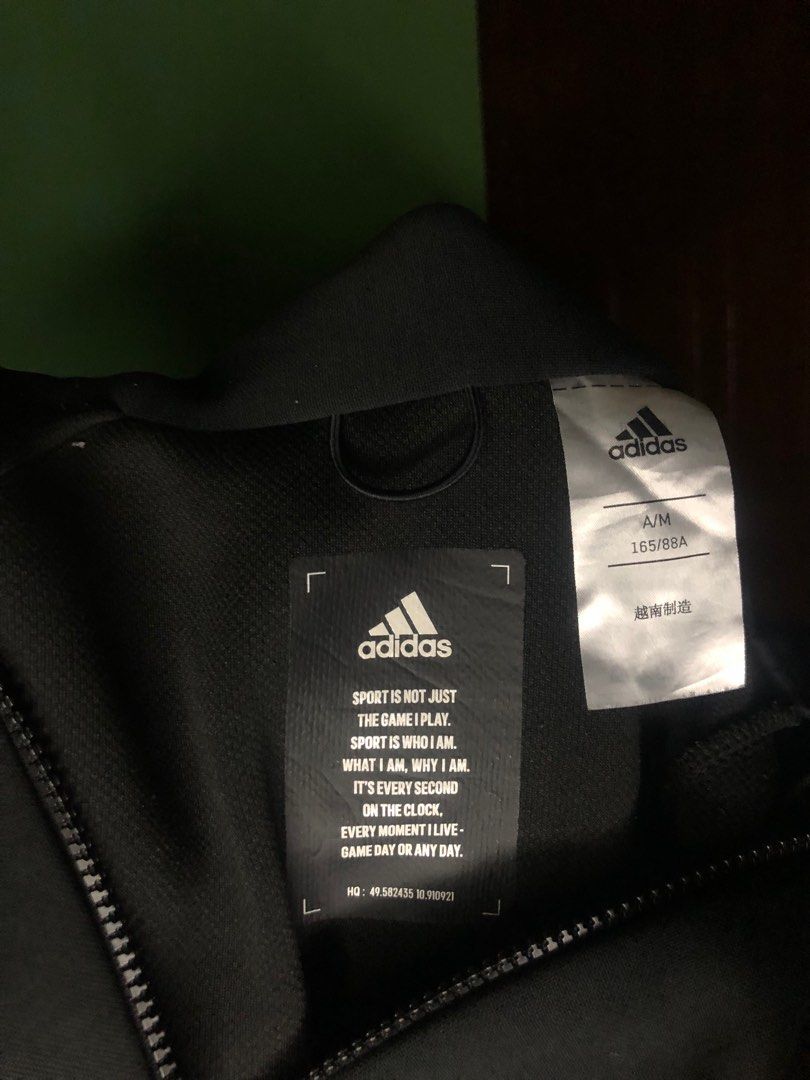 adidas
SPORT IS NOT JUST
THE GAME I PLAY.
SPORT IS WHO I AM.
WHAT I AM, WHY I AM.
IT'S EVERY SECOND
ON THE CLOCK,
EVERY MOMENT I LIVE-
GAME DAY OR ANY DAY.
HQ : 49.582435 10.910921
adidas
A/M
165/88A
越南制造